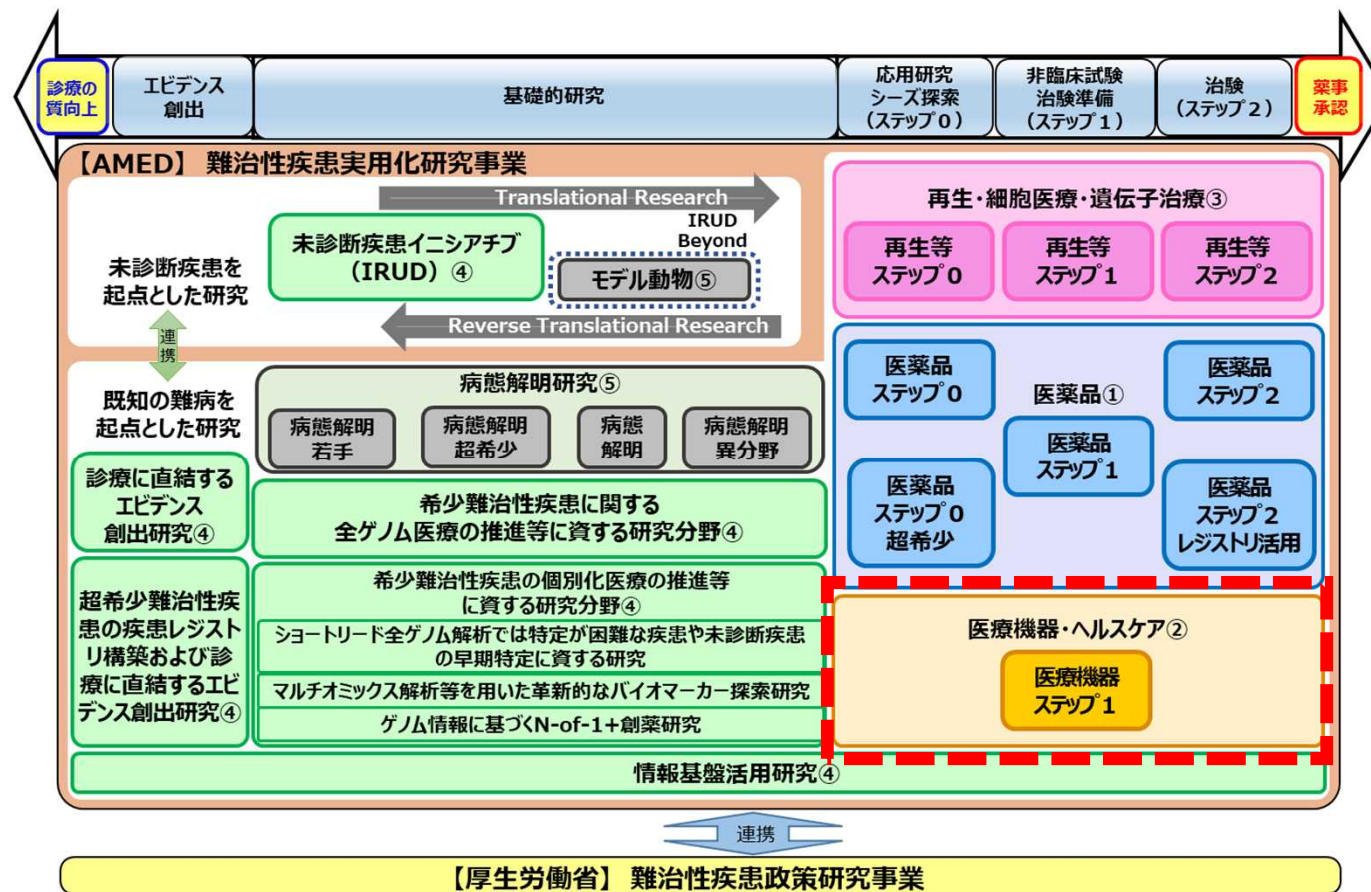 診療の
質向上
エビデンス
創出
基礎的研究
応用研究
シーズ探索
（ステップ０）
非臨床試験
治験準備
（ステップ１）
治験
（ステップ２）
薬事
承認
【AMED】 難治性疾患実用化研究事業
Translational Research
未診断疾患を
起点とした研究
未診断疾患イニシアチブ
（IRUD）④
IRUD
Beyond
モデル動物⑤
Reverse Translational Research
連
携
既知の難病を
起点とした研究
病態解明研究⑤
病態解明
若手
病態解明
超希少
病態
解明
病態解明
異分野
診療に直結する
エビデンス
創出研究④
希少難治性疾患に関する
全ゲノム医療の推進等に資する研究分野④
超希少難治性疾
患の疾患レジスト
リ構築および診
療に直結するエビ
デンス創出研究④
希少難治性疾患の個別化医療の推進等
に資する研究分野④
ショートリード全ゲノム解析では特定が困難な疾患や未診断疾患
の早期特定に資する研究
マルチオミックス解析等を用いた革新的なバイオマーカー探索研究
ゲノム情報に基づくN-of-1+創薬研究
再生・細胞医療・遺伝子治療③
再生等
ステップ０
再生等
ステップ１
再生等
ステップ２
医薬品
ステップ０
医薬品①
医薬品
ステップ２
医薬品
ステップ１
医薬品
ステップ０
超希少
医薬品
ステップ２
レジストリ活用
医療機器・ヘルスケア②
医療機器
ステップ１
情報基盤活用研究④
連携
【厚生労働省】 難治性疾患政策研究事業